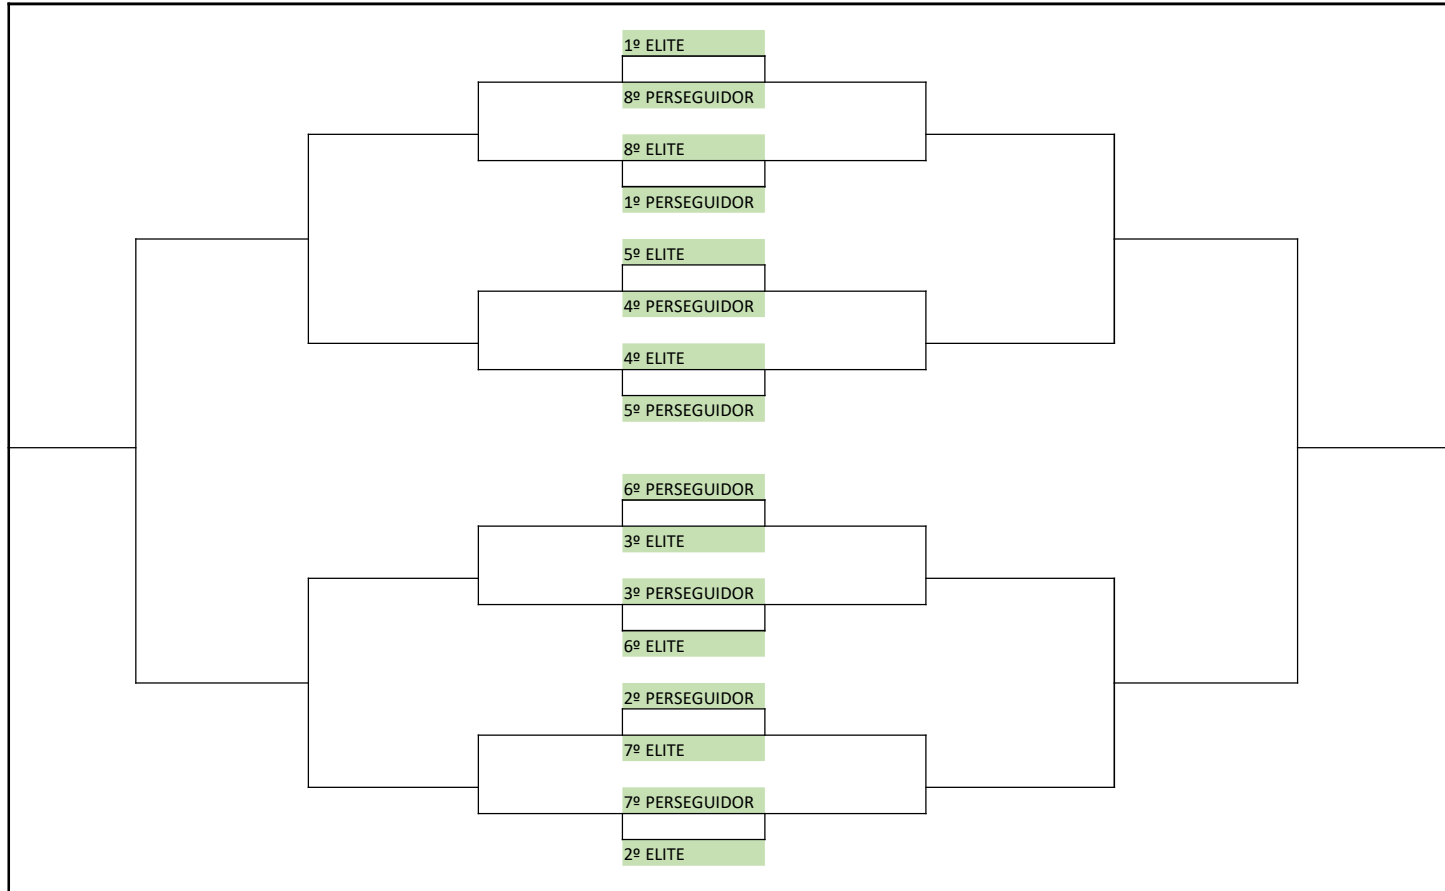 1º ELITE
8º PERSEGUIDOR
8º ELITE
1º PERSEGUIDOR
5º ELITE
4º PERSEGUIDOR
4º ELITE
5º PERSEGUIDOR
6º PERSEGUIDOR
3º ELITE
3º PERSEGUIDOR
6º ELITE
2º PERSEGUIDOR
7º ELITE
7º PERSEGUIDOR
2º ELITE